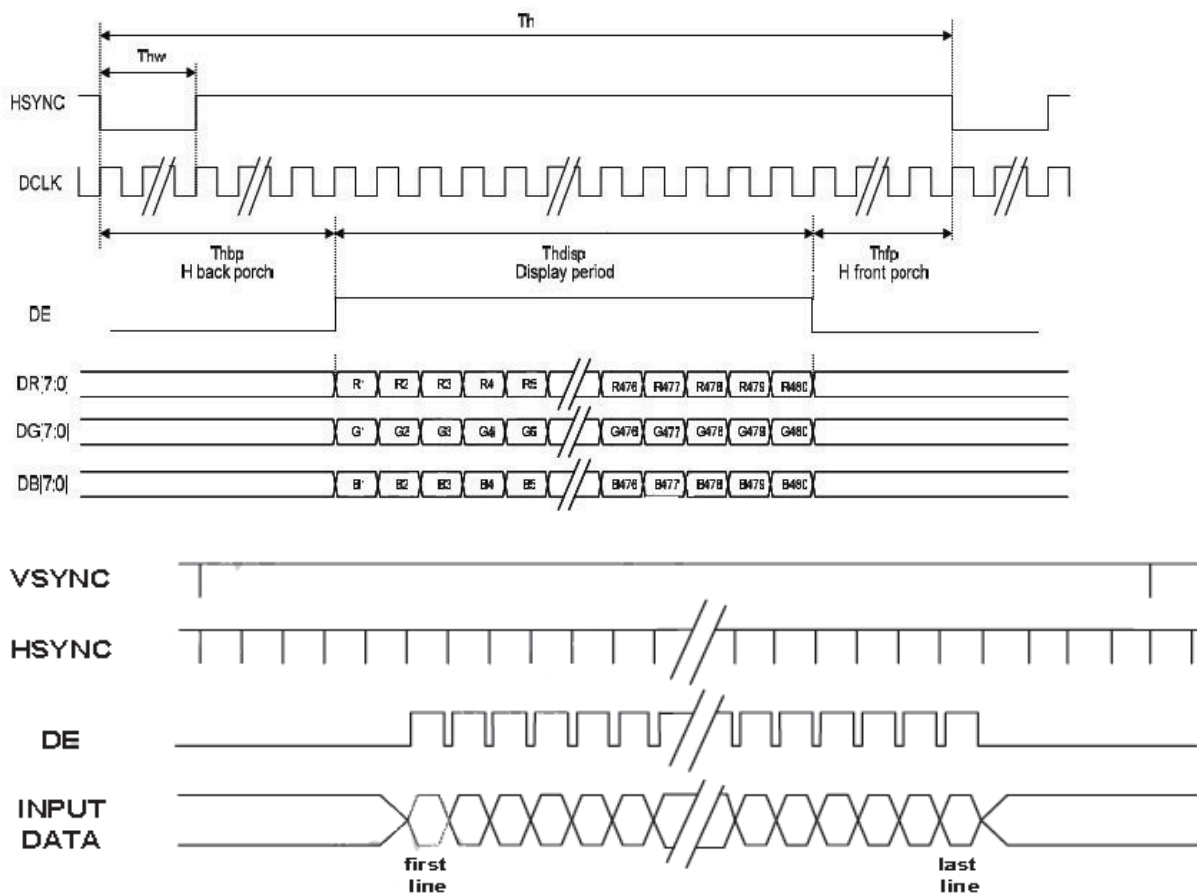 Th
Thw
HSYNC
DCLK
Thbp
H back porch
Thdisp
Display period
Thfp
H front porch
DE
DR[7:0]
R1 R2 R3 R4 R5 R476 R477 R478 R479 R480
DG[7:0]
G1 G2 G3 G4 G5 G476 G477 G478 G479 G480
DB[7:0]
B1 B2 B3 B4 B5 B476 B477 B478 B479 B480
VSYNC
HSYNC
DE
INPUT
DATA
first
line
last
line